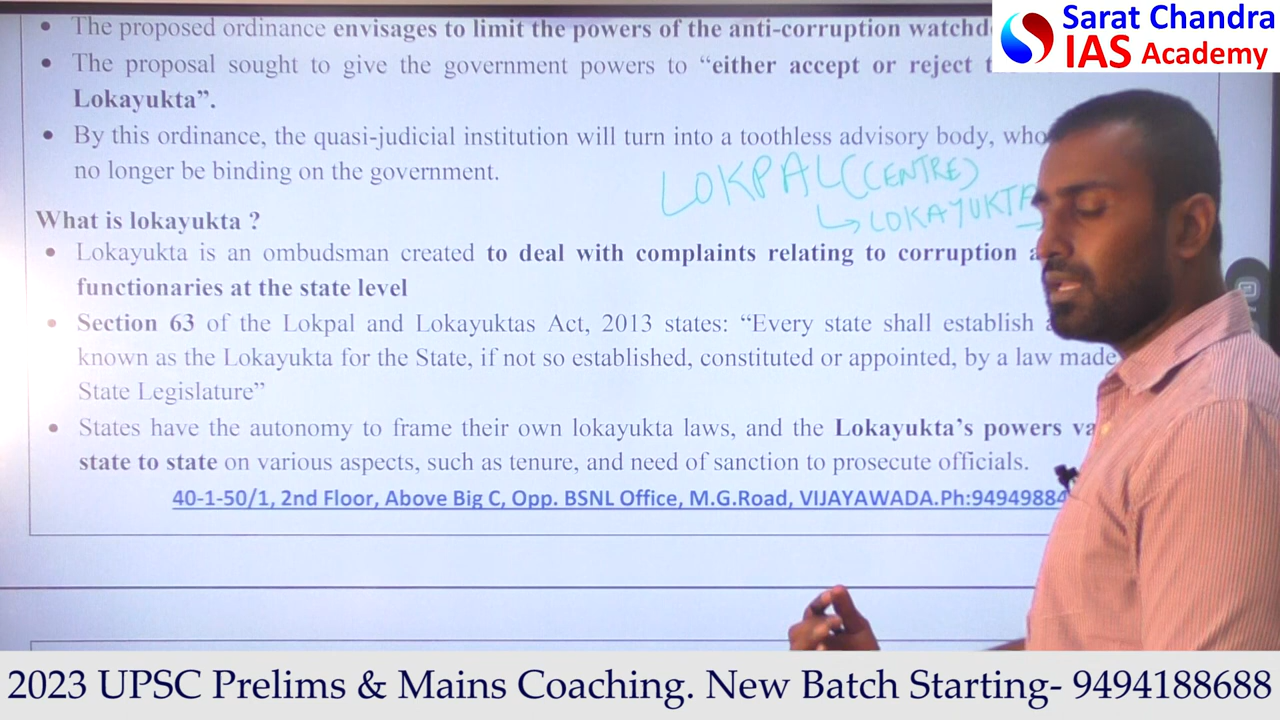 Sarat Chandra
IAS Academy
• The proposed ordinance envisages to limit the powers of the anti-corruption
• The proposal sought to give the government powers to “either accept or reject
Lokayukta”.
• By this ordinance, the quasi-judicial institution will turn into a toothless advisory body,
no longer be binding on the government.
LOKPAL (CENTRE)
↳ LOKAYUKTA
What is lokayukta ?
• Lokayukta is an ombudsman created to deal with complaints relating to corruption
functionaries at the state level
• Section 63 of the Lokpal and Lokayuktas Act, 2013 states: “Every state shall establish
known as the Lokayukta for the State, if not so established, constituted or appointed, by a law made
State Legislature”
• States have the autonomy to frame their own lokayukta laws, and the Lokayukta’s powers
state to state on various aspects, such as tenure, and need of sanction to prosecute officials.
40-1-50/1, 2nd Floor, Above Big C, Opp. BSNL Office, M.G.Road, VIJAYAWADA.Ph:9494988
2023 UPSC Prelims & Mains Coaching. New Batch Starting- 9494188688